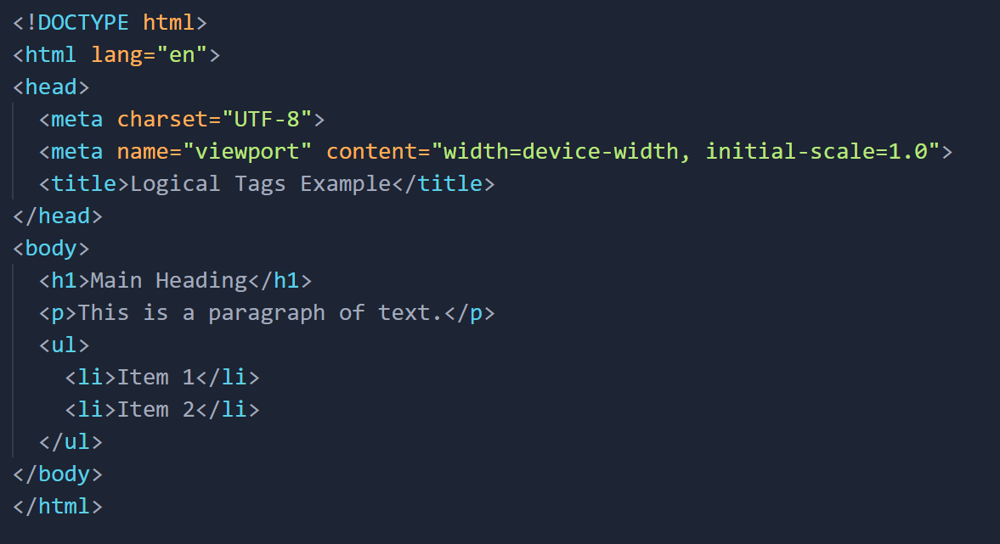 <!DOCTYPE html>
<html lang="en">
<head>
  <meta charset="UTF-8">
  <meta name="viewport" content="width=device-width, initial-scale=1.0">
  <title>Logical Tags Example</title>
</head>
<body>
  <h1>Main Heading</h1>
  <p>This is a paragraph of text.</p>
  <ul>
    <li>Item 1</li>
    <li>Item 2</li>
  </ul>
</body>
</html>